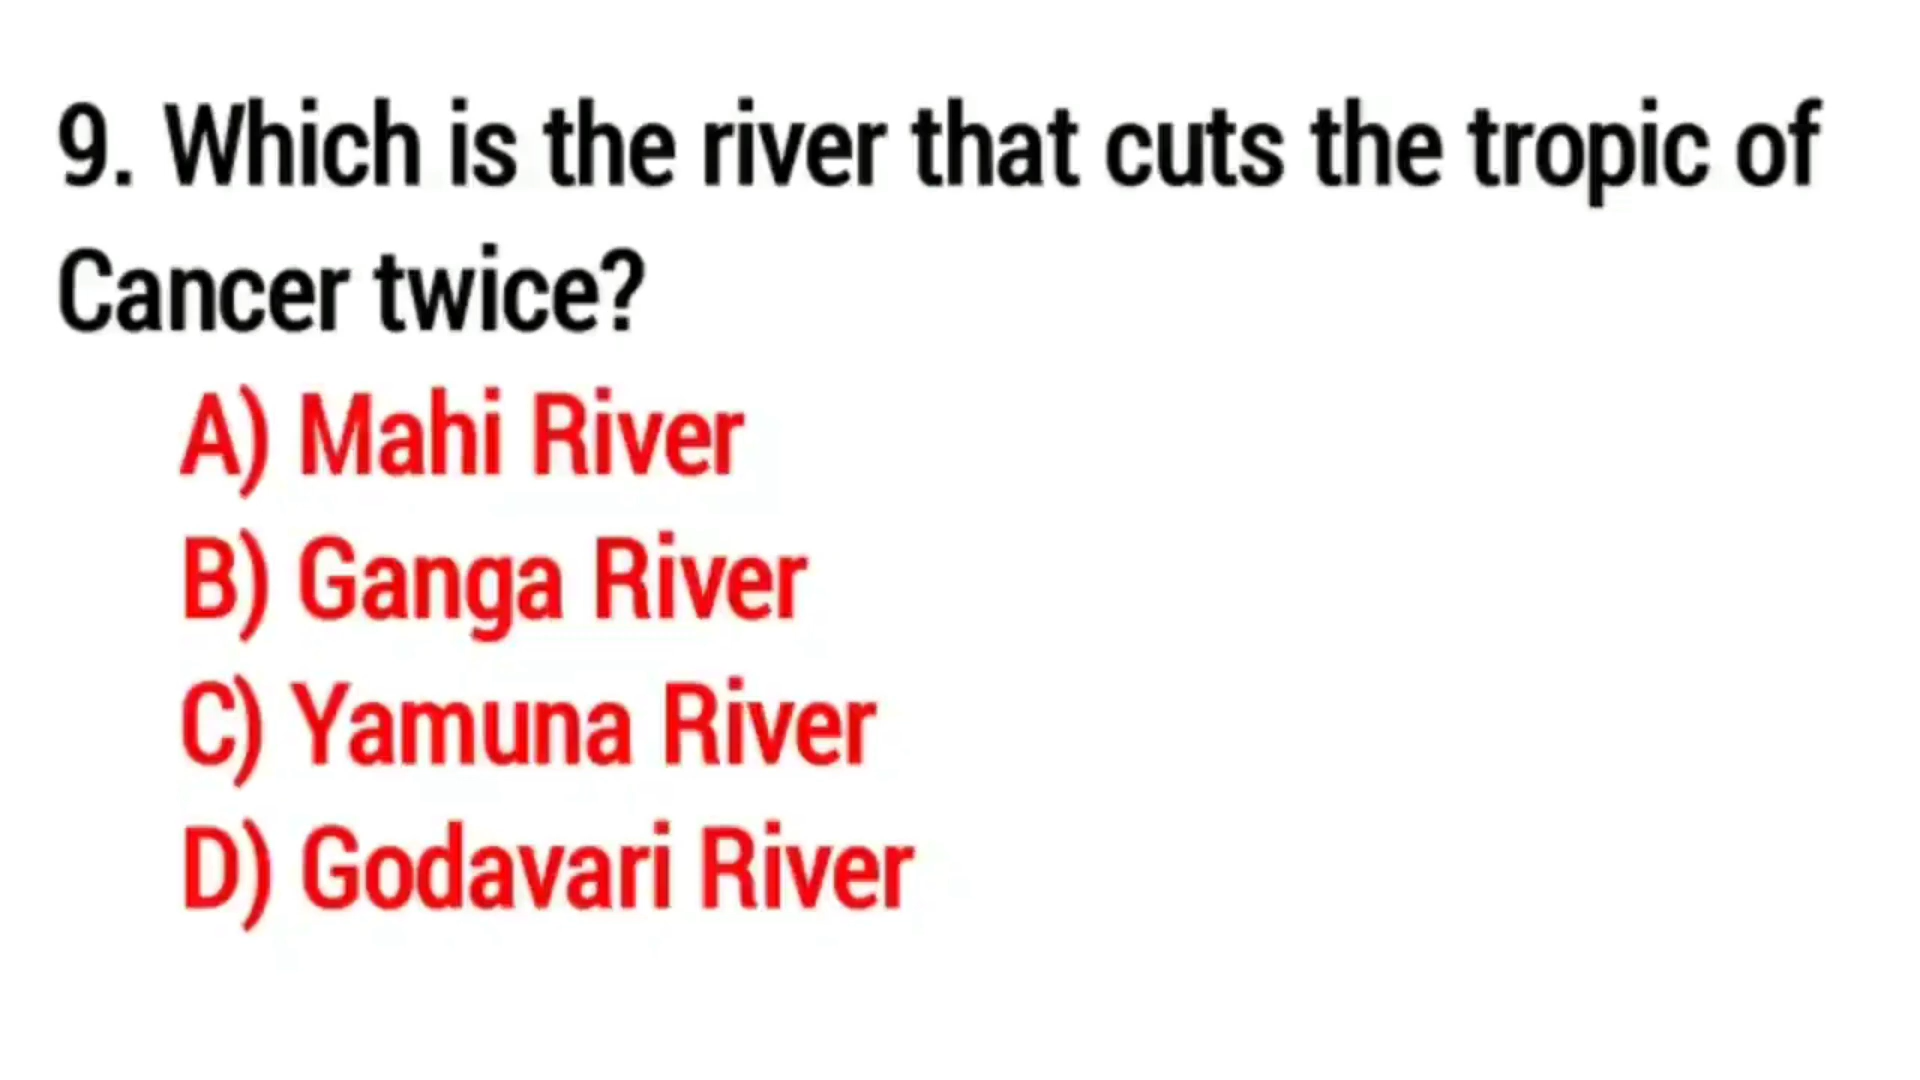 9. Which is the river that cuts the tropic of
Cancer twice?
A) Mahi River
B) Ganga River
C) Yamuna River
D) Godavari River